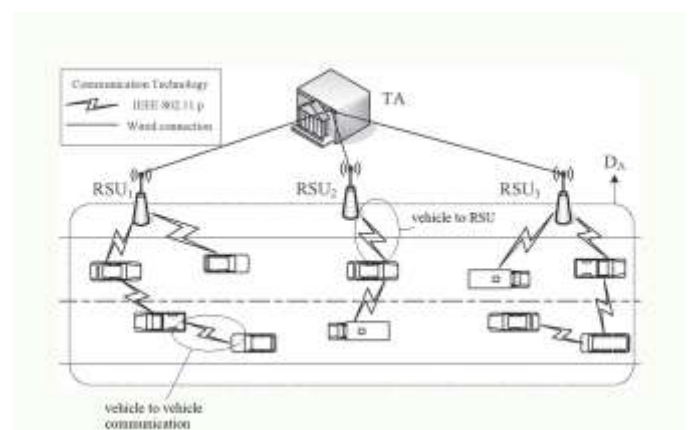 Communication Technology
IEEE 802.11 p
Wired connection
TA
RSU1
RSU2
RSU3
DA
vehicle to RSU
vehicle to vehicle
communication